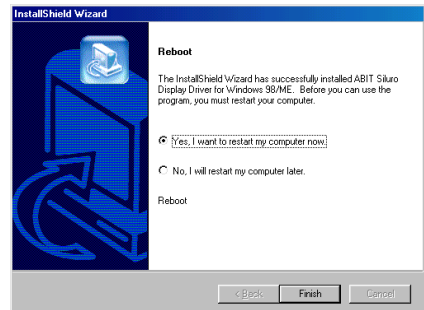 InstallShield Wizard
Reboot
The InstallShield Wizard has successfully installed ABIT Siluro
Display Driver for Windows 98/ME. Before you can use the
program, you must restart your computer.
Yes, I want to restart my computer now.
No, I will restart my computer later.
Reboot
< Back
Finish
Cancel